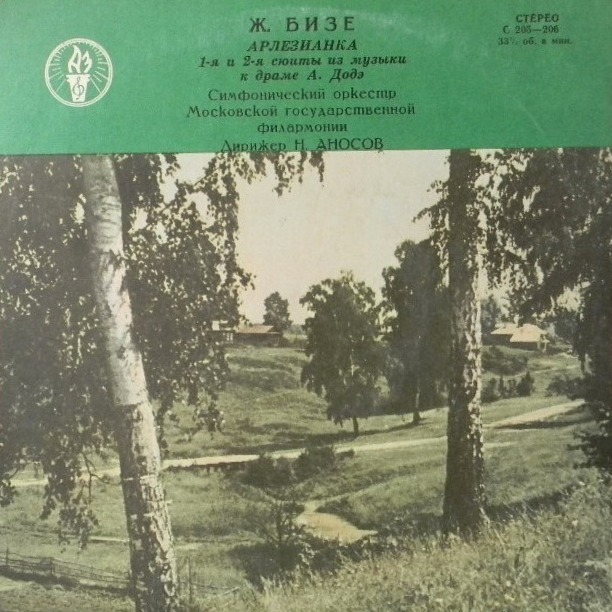 Ж. БИЗЕ
АРЛЕЗИАНКА
1-я и 2-я сюиты из музыки
к драме А. Додэ
Симфонический оркестр
Московской государственной
филармонии
Дирижер Н. АНОСОВ
СТЕРЕО
С 205—206
33⅓ об. в мин.